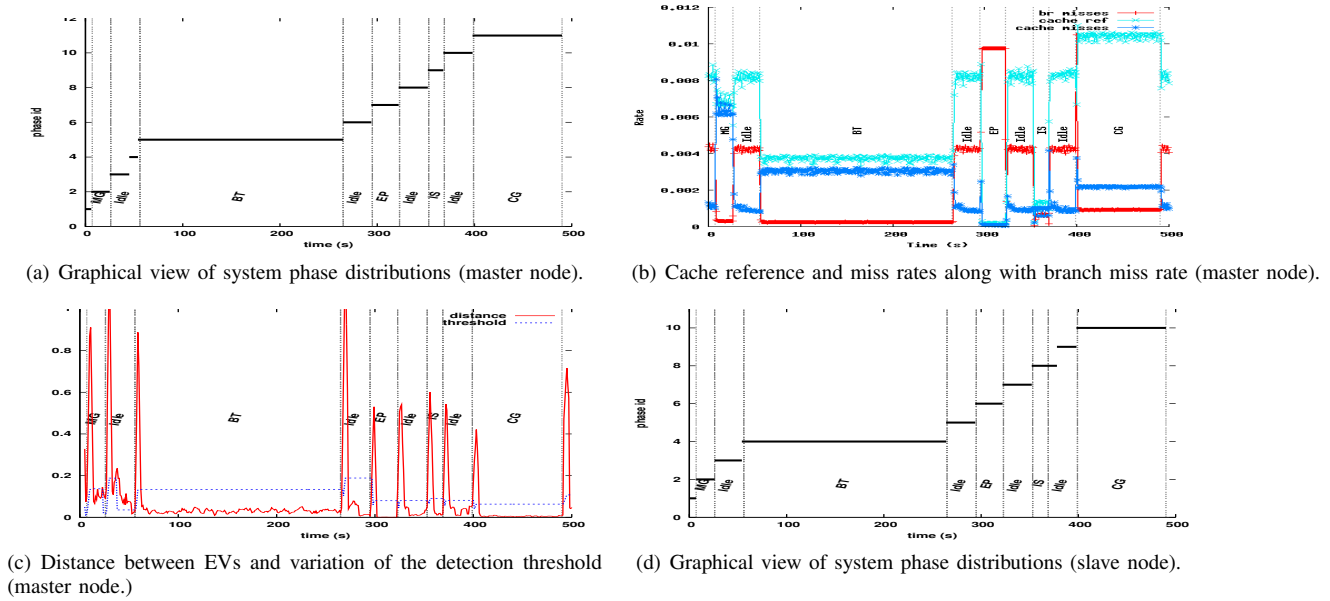 12
10
8
6
4
2
0
phase id
MG
Idle
BT
Idle
EP
Idle
IS
Idle
CG
0 100 200 300 400 500
time (s)
(a) Graphical view of system phase distributions (master node).
0.012
0.01
0.008
0.006
0.004
0.002
0
Rate
br misses
cache ref
cache misses
MG
Idle
BT
Idle
EP
Idle
IS
Idle
CG
0 100 200 300 400 500
Time (s)
(b) Cache reference and miss rates along with branch miss rate (master node).
0.8
0.6
0.4
0.2
0
distance
threshold
MG
Idle
BT
Idle
EP
Idle
IS
Idle
CG
0 100 200 300 400 500
time (s)
(c) Distance between EVs and variation of the detection threshold
(master node.)
10
8
6
4
2
0
phase id
MG
Idle
BT
Idle
EP
Idle
IS
Idle
CG
0 100 200 300 400 500
time (s)
(d) Graphical view of system phase distributions (slave node).